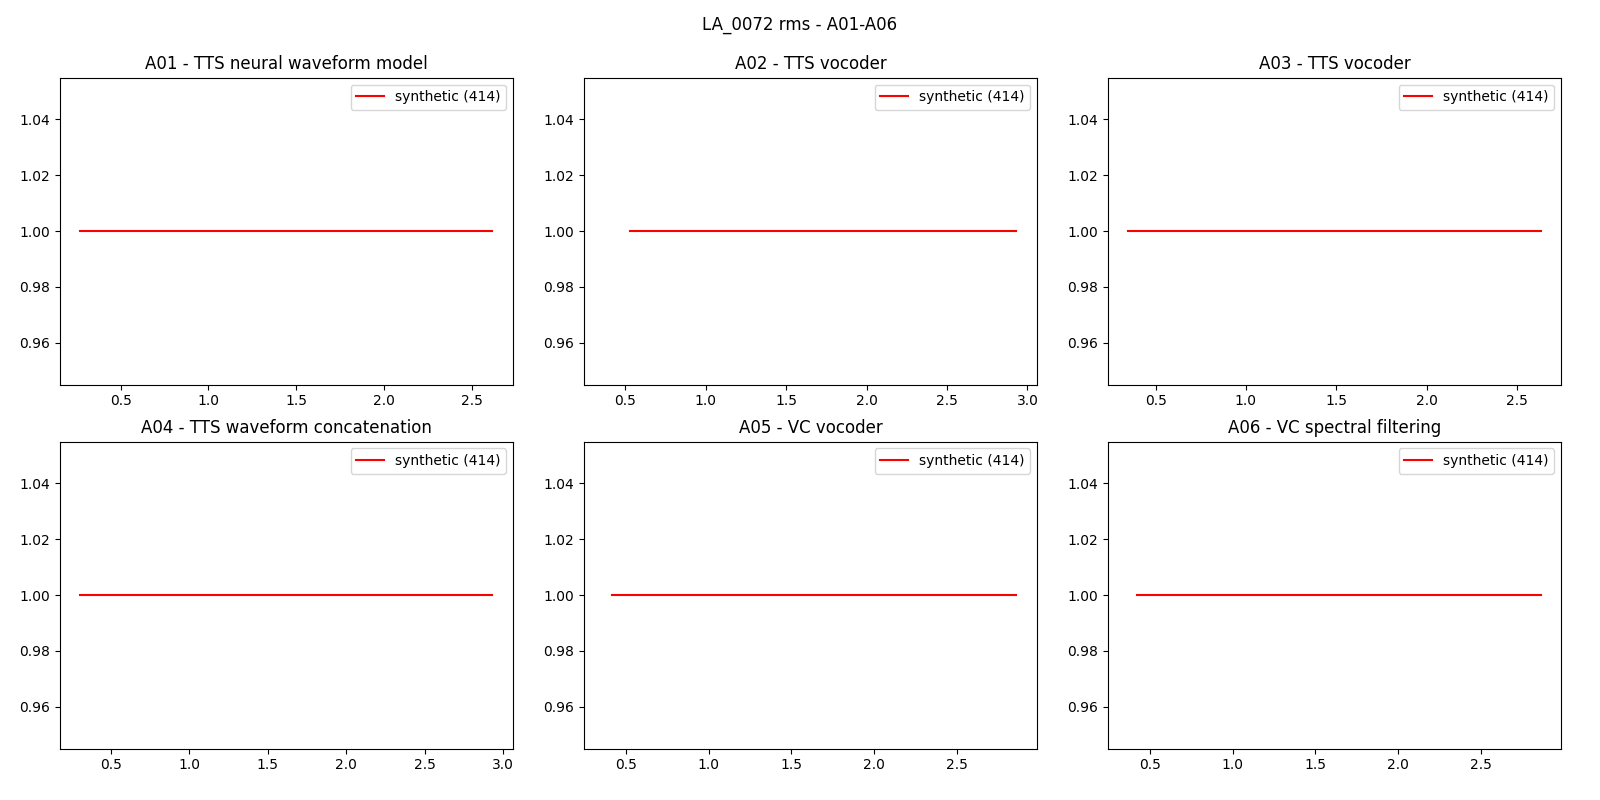 LA_0072 rms - A01-A06
A01 - TTS neural waveform model
synthetic (414)
1.04
1.02
1.00
0.98
0.96
0.5 1.0 1.5 2.0 2.5
A02 - TTS vocoder
synthetic (414)
1.04
1.02
1.00
0.98
0.96
0.5 1.0 1.5 2.0 2.5 3.0
A03 - TTS vocoder
synthetic (414)
1.04
1.02
1.00
0.98
0.96
0.5 1.0 1.5 2.0 2.5
A04 - TTS waveform concatenation
synthetic (414)
1.04
1.02
1.00
0.98
0.96
0.5 1.0 1.5 2.0 2.5 3.0
A05 - VC vocoder
synthetic (414)
1.04
1.02
1.00
0.98
0.96
0.5 1.0 1.5 2.0 2.5
A06 - VC spectral filtering
synthetic (414)
1.04
1.02
1.00
0.98
0.96
0.5 1.0 1.5 2.0 2.5